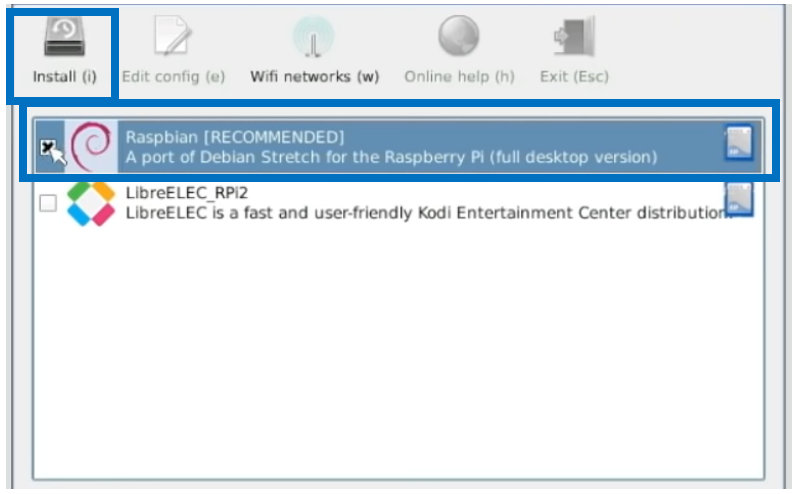 Install (i) Edit config (e) Wifi networks (w) Online help (h) Exit (Esc)
Raspbian [RECOMMENDED]
A port of Debian Stretch for the Raspberry Pi (full desktop version)
LibreELEC_RPi2
LibreELEC is a fast and user-friendly Kodi Entertainment Center distribution.